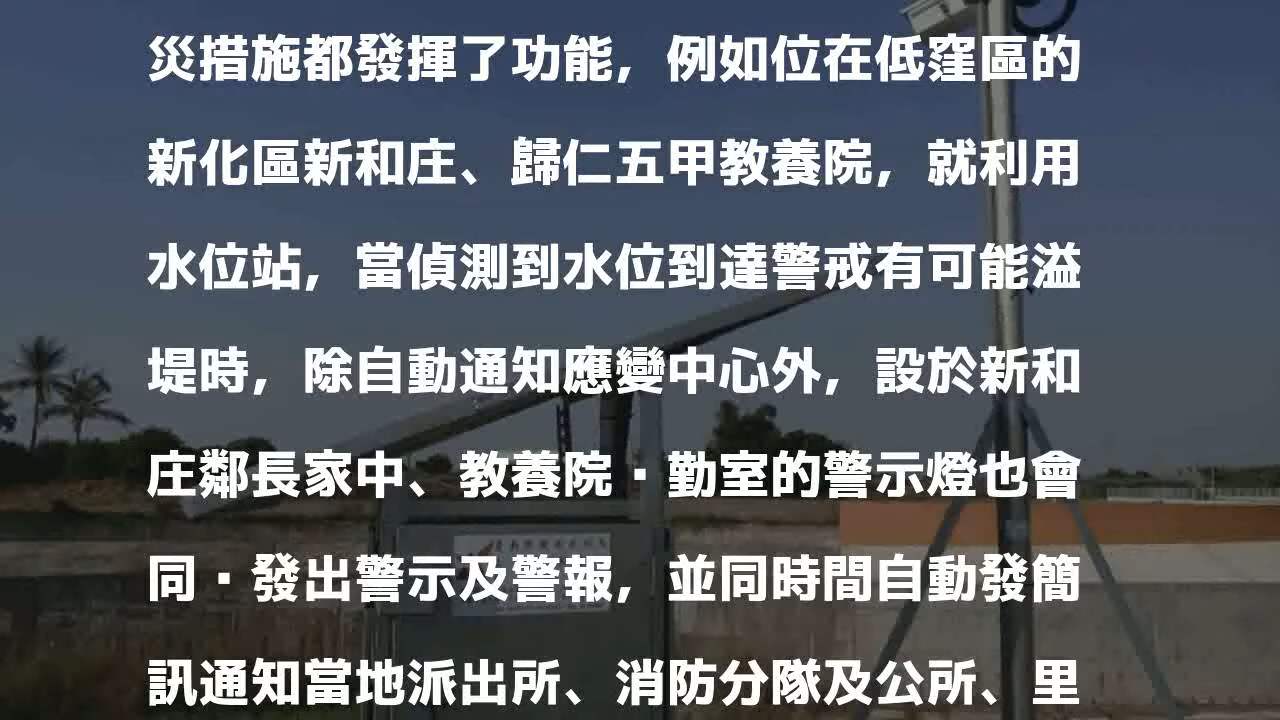 災措施都發揮了功能，例如位在低窪區的
新化區新和庄、歸仁五甲教養院，就利用
水位站，當偵測到水位到達警戒有可能溢
堤時，除自動通知應變中心外，設於新和
庄鄰長家中、教養院·勤室的警示燈也會
同·發出警示及警報，並同時間自動發簡
訊通知當地派出所、消防分隊及公所、里